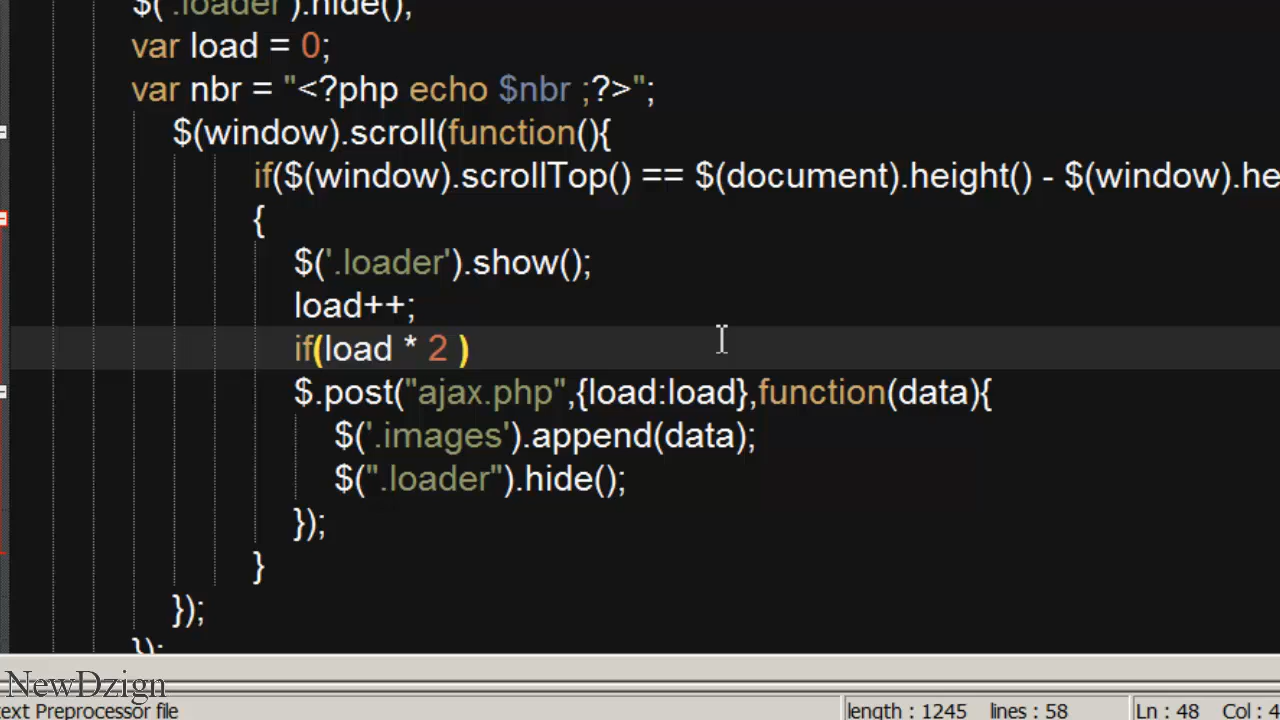 $('.loader').hide();
var load = 0;
var nbr = "<?php echo $nbr ;?>";
$(window).scroll(function(){
if($(window).scrollTop() == $(document).height() - $(window).he
{
$('.loader').show();
load++;
if(load * 2 )
$.post("ajax.php",{load:load},function(data){
$('.images').append(data);
$(".loader").hide();
});
}
});
});
NewDzign
ext Preprocessor file
length : 1245 lines : 58
Ln : 48 Col : 4